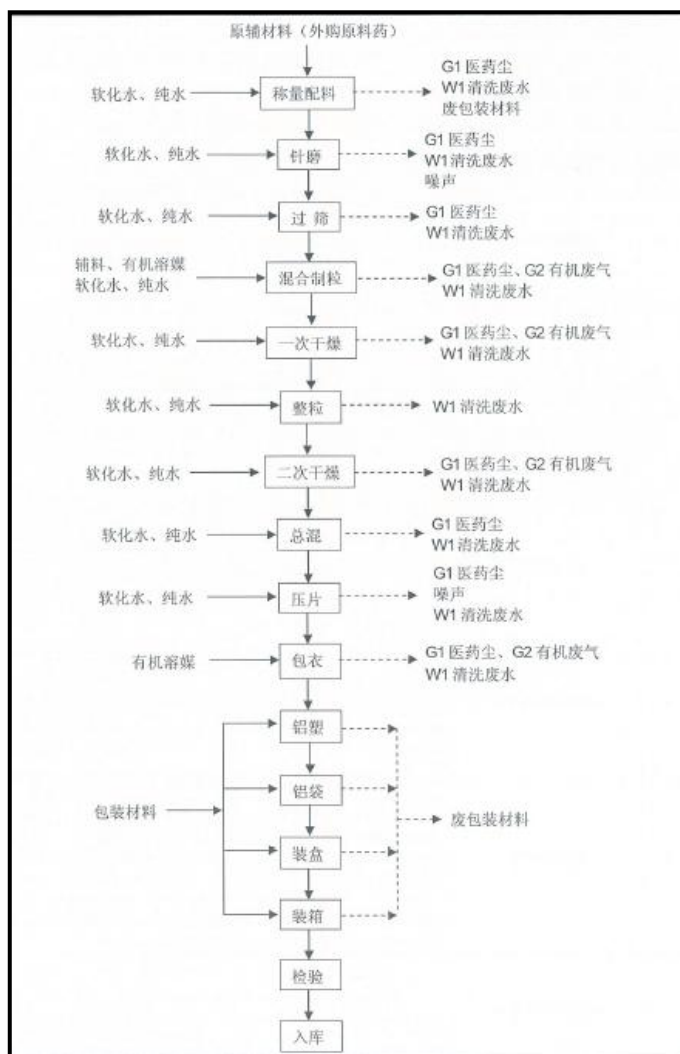 原辅材料（外购原料药）
软化水、纯水
称量配料
G1 医药尘
W1 清洗废水
废包装材料
软化水、纯水
针磨
G1 医药尘
W1 清洗废水
噪声
软化水、纯水
过 筛
G1 医药尘
W1 清洗废水
辅料、有机溶媒
软化水、纯水
混合制粒
G1 医药尘、G2 有机废气
W1 清洗废水
软化水、纯水
一次干燥
G1 医药尘、G2 有机废气
W1 清洗废水
软化水、纯水
整粒
W1 清洗废水
软化水、纯水
二次干燥
G1 医药尘、G2 有机废气
W1 清洗废水
软化水、纯水
总混
G1 医药尘
W1 清洗废水
软化水、纯水
压片
G1 医药尘
噪声
W1 清洗废水
有机溶媒
包衣
G1 医药尘、G2 有机废气
W1 清洗废水
铝塑
铝袋
包装材料
废包装材料
装盒
装箱
检验
入库